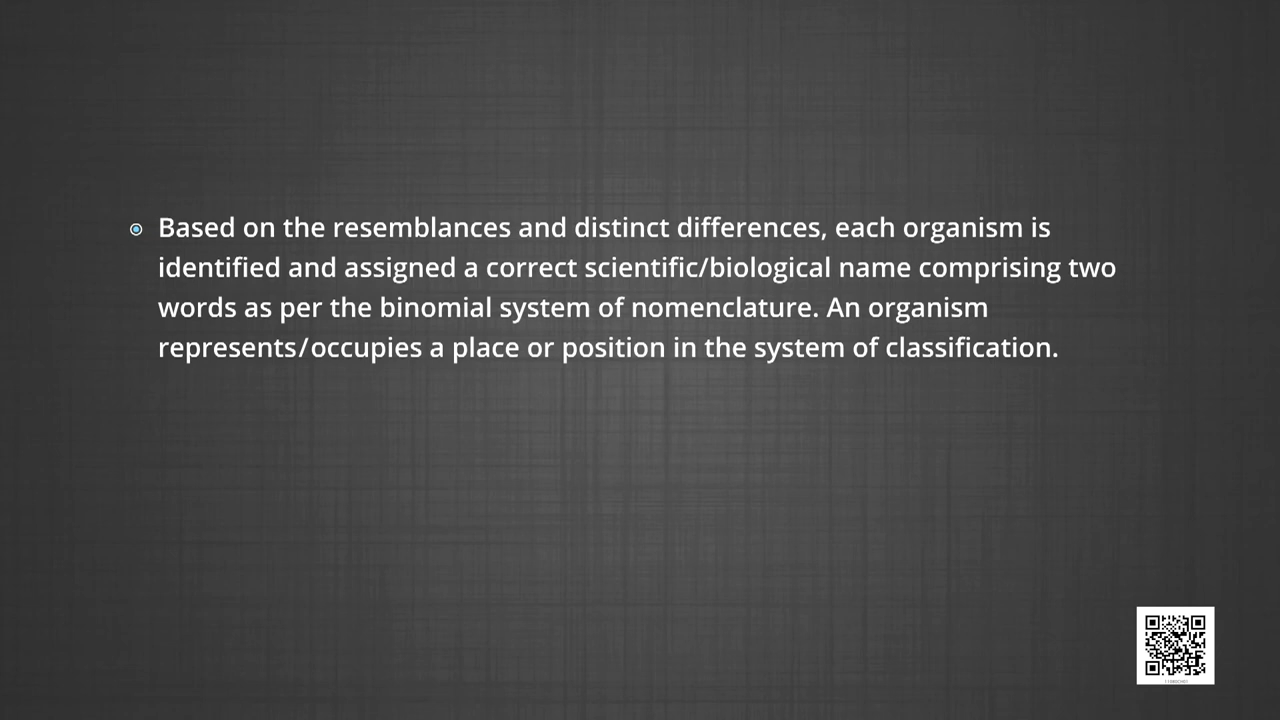 Based on the resemblances and distinct differences, each organism is
identified and assigned a correct scientific/biological name comprising two
words as per the binomial system of nomenclature. An organism
represents/occupies a place or position in the system of classification.